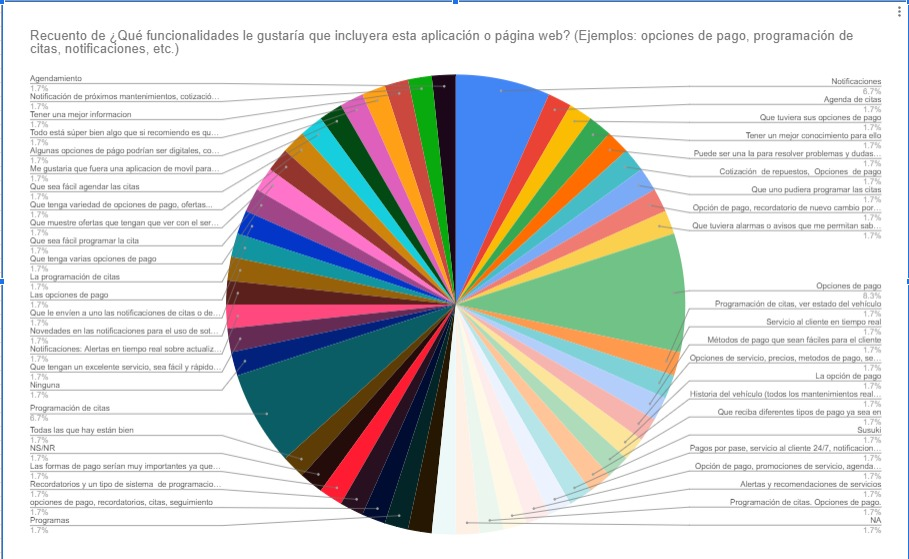 Recuento de ¿Qué funcionalidades le gustaría que incluyera esta aplicación o página web? (Ejemplos: opciones de pago, programación de
citas, notificaciones, etc.)
Agendamiento
1.7%
Notificación de próximos mantenimientos, cotizació…
1.7%
Tener una mejor informacion
1.7%
Todo está súper bien algo que si recomiendo es qu…
1.7%
Algunas opciones de págo podrían ser digitales, co…
1.7%
Me gustaria que fuera una aplicacion de movil para…
1.7%
Que sea fácil agendar las citas
1.7%
Que tenga variedad de opciones de pago, ofertas…
1.7%
Que muestre ofertas que tengan que ver con el ser…
1.7%
Que sea fácil programar la cita
1.7%
Que tenga varias opciones de pago
1.7%
La programación de citas
1.7%
Las opciones de pago
1.7%
Que le envíen a uno las notificaciones de citas o de…
1.7%
Novedades en las notificaciones para el uso de sot…
1.7%
Notificaciones: Alertas en tiempo real sobre actualiz…
1.7%
Que tengan un excelente servicio, sea fácil y rápido…
1.7%
Ninguna
1.7%
Programación de citas
6.7%
Todas las que hay están bien
1.7%
NS/NR
1.7%
Las formas de pago serían muy importantes ya que…
1.7%
Recordatorios y un tipo de sistema de programacio…
1.7%
opciones de pago, recordatorios, citas, seguimiento
1.7%
Programas
1.7%
Notificaciones
6.7%
Agenda de citas
1.7%
Que tuviera sus opciones de pago
1.7%
Tener un mejor conocimiento para ello
1.7%
Puede ser una Ia para resolver problemas y dudas…
1.7%
Cotización de repuestos, Opciones de pago
1.7%
Que uno pudiera programar las citas
1.7%
Opción de pago, recordatorio de nuevo cambio por…
1.7%
Que tuviera alarmas o avisos que me permitan sab…
1.7%
Opciones de pago
8.3%
Programación de citas, ver estado del vehículo
1.7%
Servicio al cliente en tiempo real
1.7%
Métodos de pago que sean fáciles para el cliente
1.7%
Opciones de servicio, precios, metodos de pago, se…
1.7%
La opción de pago
1.7%
Historia del vehículo (todos los mantenimientos real…
1.7%
Que reciba diferentes tipos de pago ya sea en
1.7%
Susuki
1.7%
Pagos por pase, servicio al cliente 24/7, notificacion…
1.7%
Opción de pago, promociones de servicio, agenda…
1.7%
Alertas y recomendaciones de servicios
1.7%
Programación de citas. Opciones de pago.
1.7%
NA
1.7%